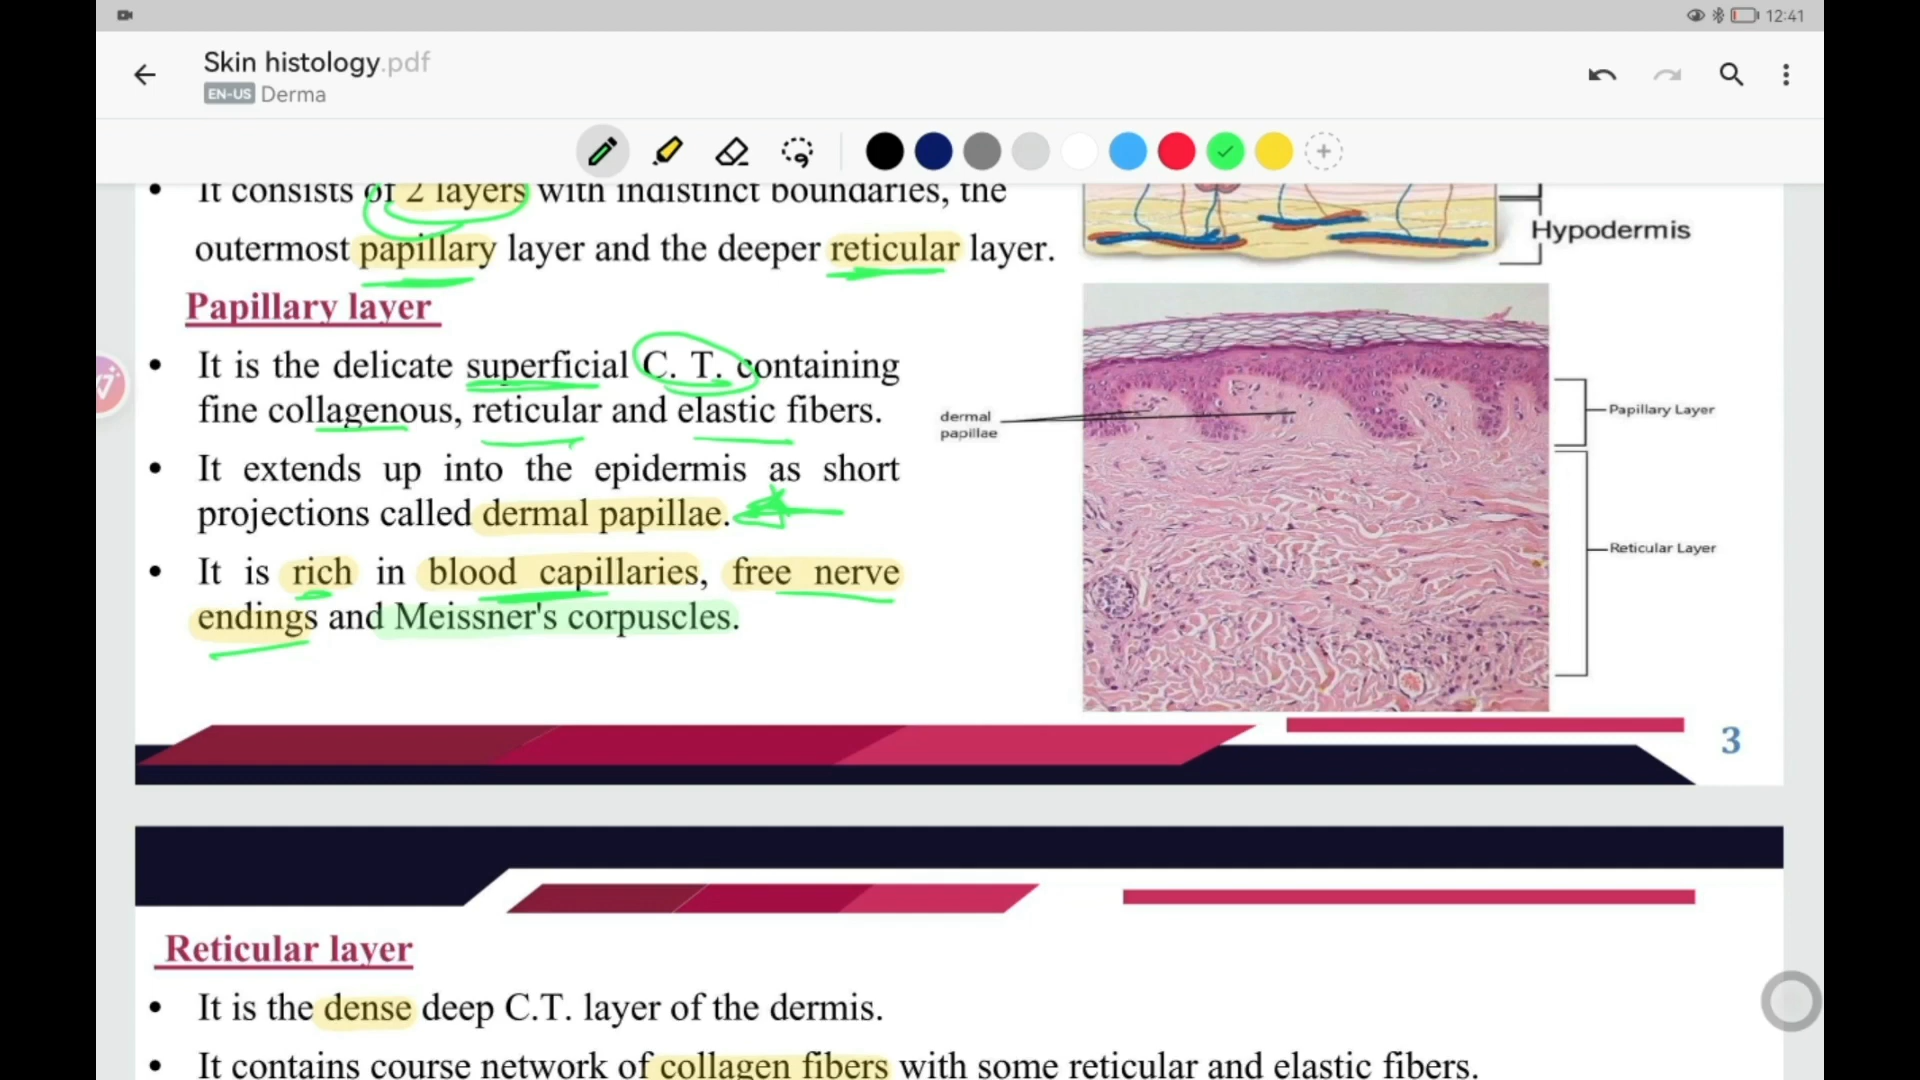 12:41
Skin histology.pdf
EN-US Derma
• It consists of 2 layers with indistinct boundaries, the
outermost papillary layer and the deeper reticular layer.
Papillary layer
• It is the delicate superficial C. T. containing
fine collagenous, reticular and elastic fibers.
• It extends up into the epidermis as short
projections called dermal papillae.
• It is rich in blood capillaries, free nerve
endings and Meissner's corpuscles.
Hypodermis
dermal
papillae
Papillary Layer
Reticular Layer
3
Reticular layer
• It is the dense deep C.T. layer of the dermis.
• It contains course network of collagen fibers with some reticular and elastic fibers.